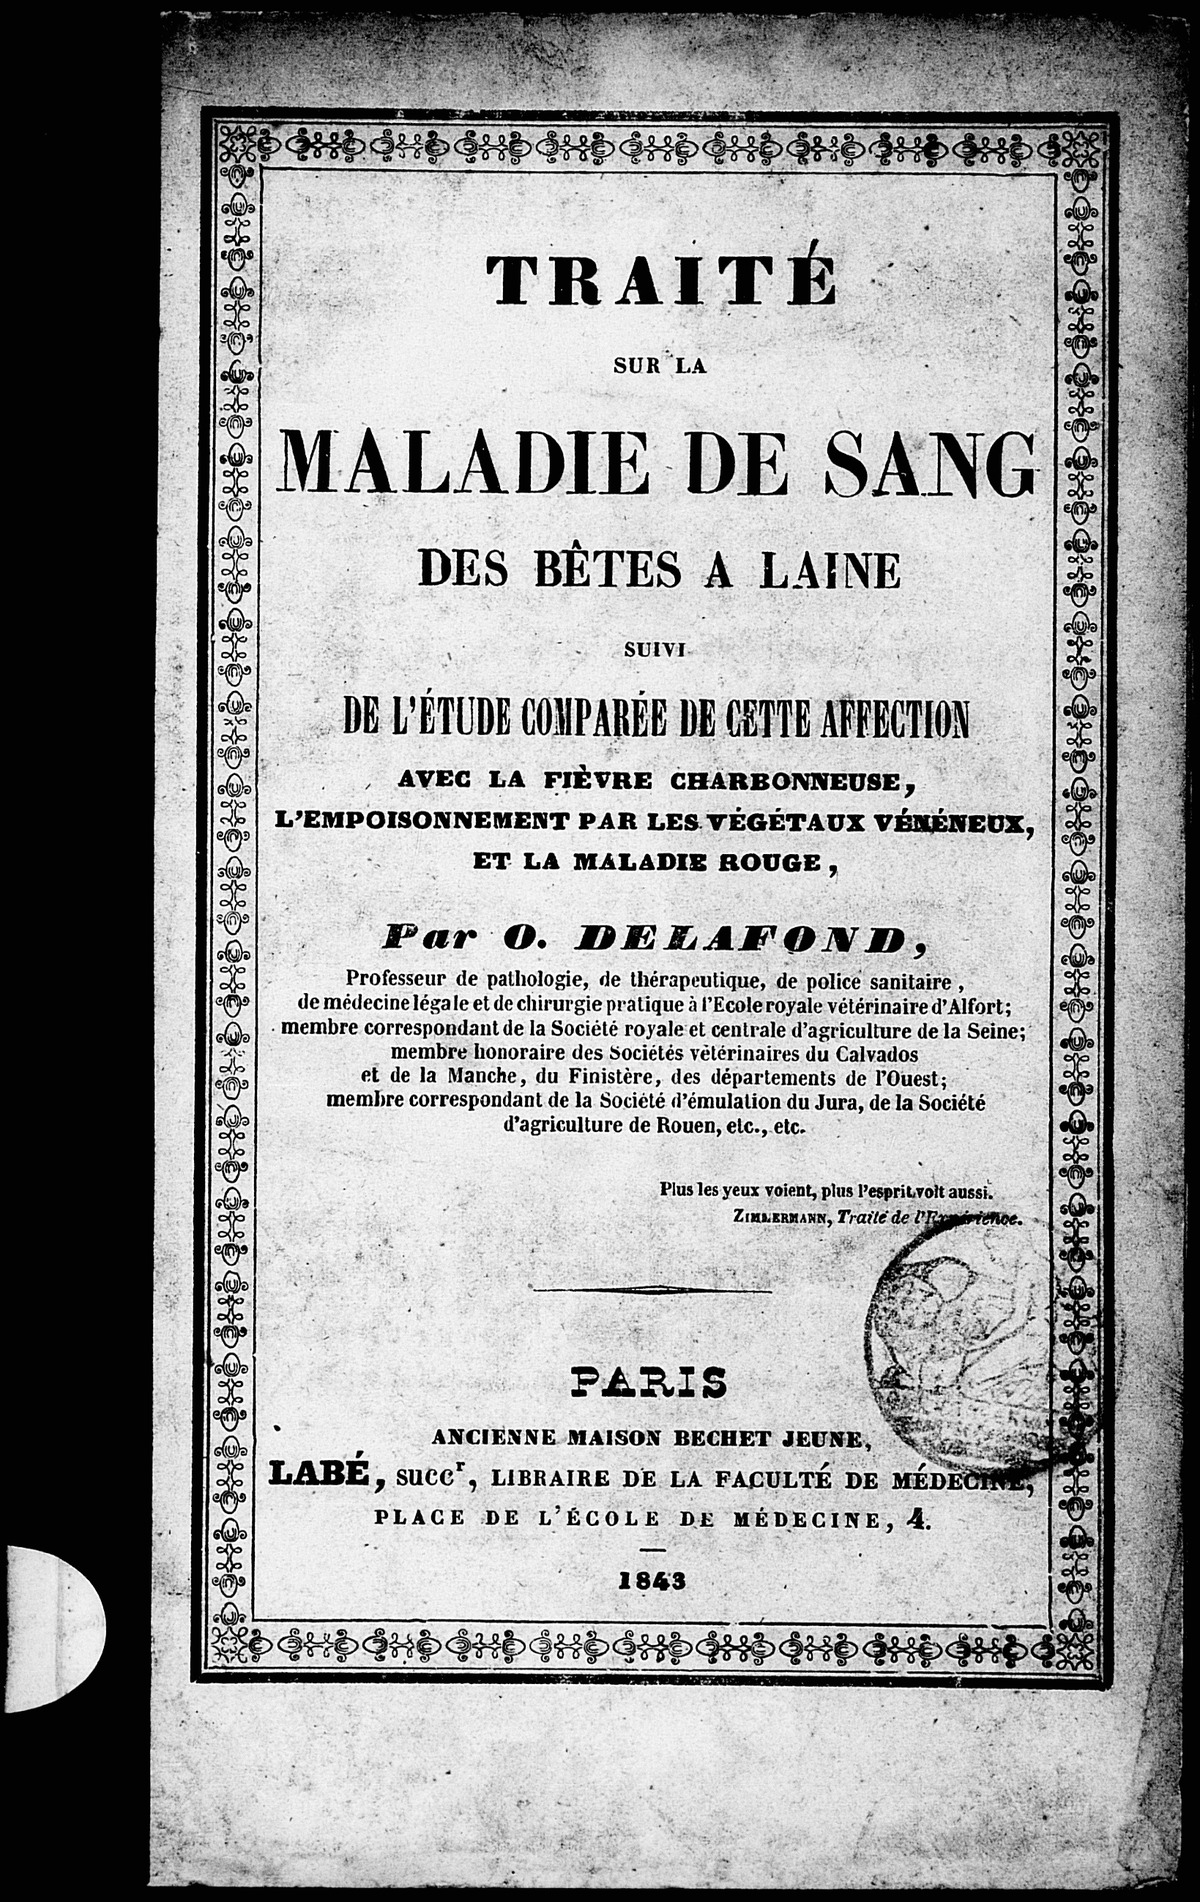 TRAITÉ
SUR LA
MALADIE DE SANG
DES BÊTES A LAINE
SUIVI
DE L'ÉTUDE COMPARÉE DE CETTE AFFECTION
AVEC LA FIÈVRE CHARBONNEUSE,
L'EMPOISONNEMENT PAR LES VÉGÉTAUX VÉNÉNEUX,
ET LA MALADIE ROUGE,
Par O. DELAFOND,
Professeur de pathologie, de thérapeutique, de police sanitaire,
de médecine légale et de chirurgie pratique à l'Ecole royale vétérinaire d'Alfort;
membre correspondant de la Société royale et centrale d'agriculture de la Seine;
membre honoraire des Sociétés vétérinaires du Calvados
et de la Manche, du Finistère, des départements de l'Ouest;
membre correspondant de la Société d'émulation du Jura, de la Société
d'agriculture de Rouen, etc., etc.
Plus les yeux voient, plus l'esprit voit aussi.
ZIMMERMANN, Traité de l'Expérience.
PARIS
ANCIENNE MAISON BECHET JEUNE,
LABÉ, succʳ, LIBRAIRE DE LA FACULTÉ DE MÉDECINE,
PLACE DE L'ÉCOLE DE MÉDECINE, 4.
1843